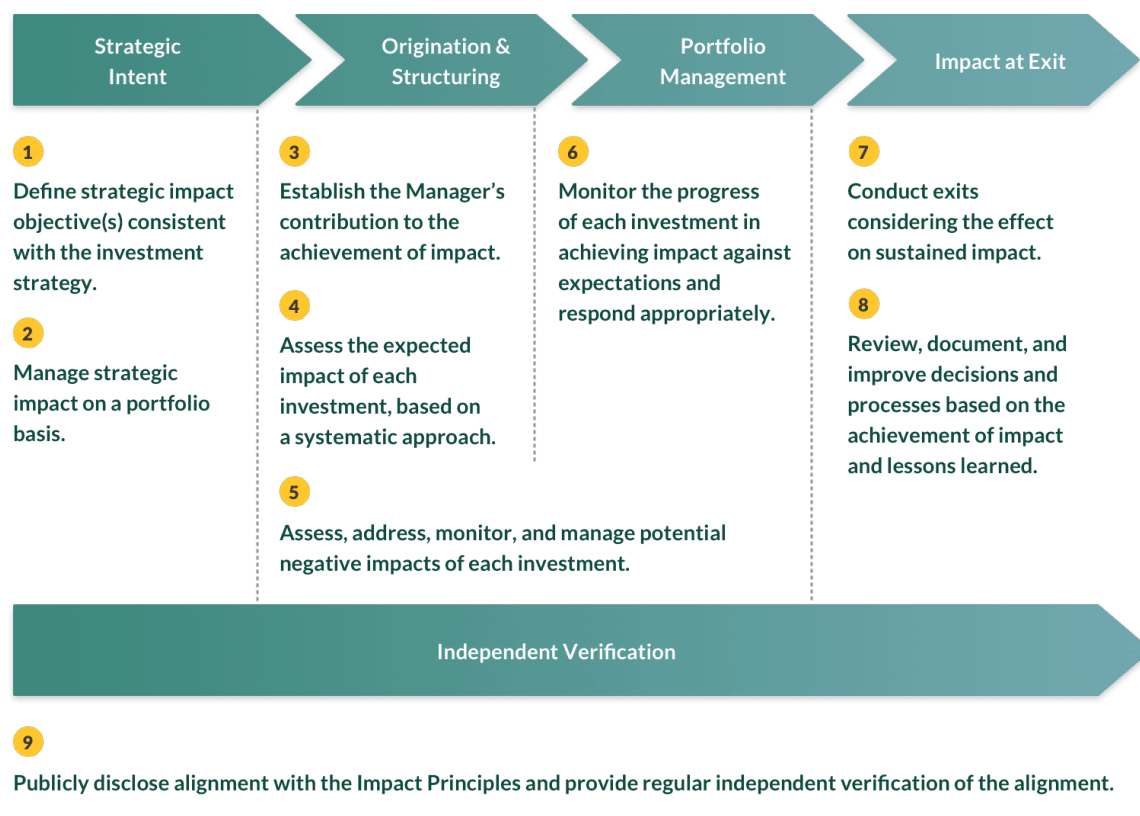 Strategic
Intent
Origination &
Structuring
Portfolio
Management
Impact at Exit
1
Define strategic impact
objective(s) consistent
with the investment
strategy.
2
Manage strategic
impact on a portfolio
basis.
3
Establish the Manager’s
contribution to the
achievement of impact.
4
Assess the expected
impact of each
investment, based on
a systematic approach.
5
Assess, address, monitor, and manage potential
negative impacts of each investment.
6
Monitor the progress
of each investment in
achieving impact against
expectations and
respond appropriately.
7
Conduct exits
considering the effect
on sustained impact.
8
Review, document, and
improve decisions and
processes based on the
achievement of impact
and lessons learned.
Independent Verification
9
Publicly disclose alignment with the Impact Principles and provide regular independent verification of the alignment.